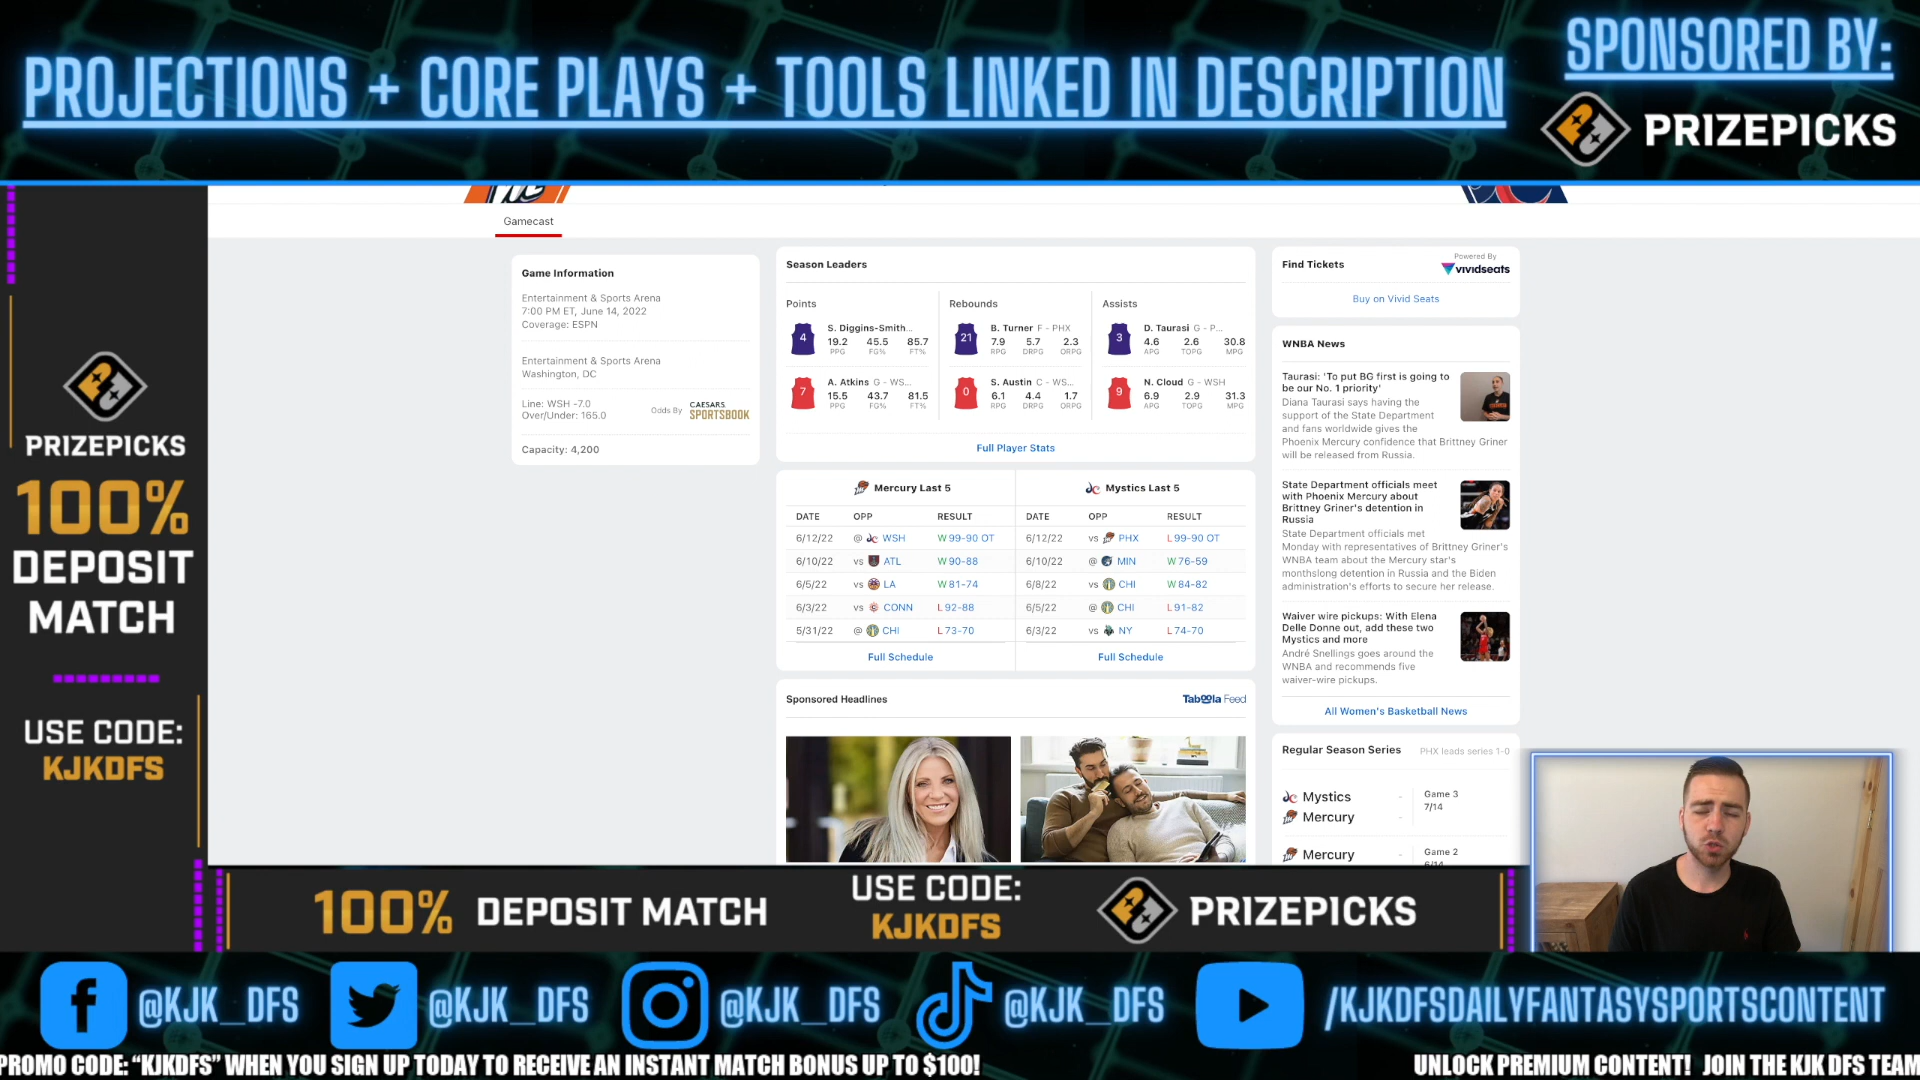 PROJECTIONS + CORE PLAYS + TOOLS LINKED IN DESCRIPTION
SPONSORED BY:
PRIZEPICKS
Gamecast
Game Information
Entertainment & Sports Arena
7:00 PM ET, June 14, 2022
Coverage: ESPN
Entertainment & Sports Arena
Washington, DC
Line: WSH -7.0
Over/Under: 165.0
Odds By
CAESARS
SPORTSBOOK
Capacity: 4,200
Season Leaders
Points
4
S. Diggins-Smith...
19.2 45.5 85.7
PPG FG% FT%
7
A. Atkins G - WS...
15.5 43.7 81.5
PPG FG% FT%
Rebounds
21
B. Turner F - PHX
7.9 5.7 2.3
RPG DRPG ORPG
0
S. Austin C - WS...
6.1 4.4 1.7
RPG DRPG ORPG
Assists
3
D. Taurasi G - P...
4.6 2.6 30.8
APG TOPG MPG
9
N. Cloud G - WSH
6.9 2.9 31.3
APG TOPG MPG
Full Player Stats
Mercury Last 5
DATE OPP RESULT
6/12/22 @ WSH W 99-90 OT
6/10/22 vs ATL W 90-88
6/5/22 vs LA W 81-74
6/3/22 vs CONN L 92-88
5/31/22 @ CHI L 73-70
Full Schedule
Mystics Last 5
DATE OPP RESULT
6/12/22 vs PHX L 99-90 OT
6/10/22 @ MIN W 76-59
6/8/22 vs CHI W 84-82
6/5/22 @ CHI L 91-82
6/3/22 vs NY L 74-70
Full Schedule
Sponsored Headlines
Taboola Feed
Find Tickets
Powered By
vividseats
Buy on Vivid Seats
WNBA News
Taurasi: 'To put BG first is going to
be our No. 1 priority'
Diana Taurasi says having the
support of the State Department
and fans worldwide gives the
Phoenix Mercury confidence that Brittney Griner
will be released from Russia.
State Department officials meet
with Phoenix Mercury about
Brittney Griner's detention in
Russia
State Department officials met
Monday with representatives of Brittney Griner's
WNBA team about the Mercury star's
monthslong detention in Russia and the Biden
administration's efforts to secure her release.
Waiver wire pickups: With Elena
Delle Donne out, add these two
Mystics and more
André Snellings goes around the
WNBA and recommends five
waiver-wire pickups.
All Women's Basketball News
Regular Season Series
PHX leads series 1-0
Mystics -
Mercury -
Game 3
7/14
Mercury -
Game 2
6/14
PRIZEPICKS
100%
DEPOSIT
MATCH
USE CODE:
KJKDFS
100% DEPOSIT MATCH
USE CODE:
KJKDFS
PRIZEPICKS
@KJK_DFS
@KJK_DFS
@KJK_DFS
@KJK_DFS
/KJKDFSDAILYFANTASYSPORTSCONTENT
PROMO CODE: "KJKDFS" WHEN YOU SIGN UP TODAY TO RECEIVE AN INSTANT MATCH BONUS UP TO $100!
UNLOCK PREMIUM CONTENT! JOIN THE KJK DFS TEAM